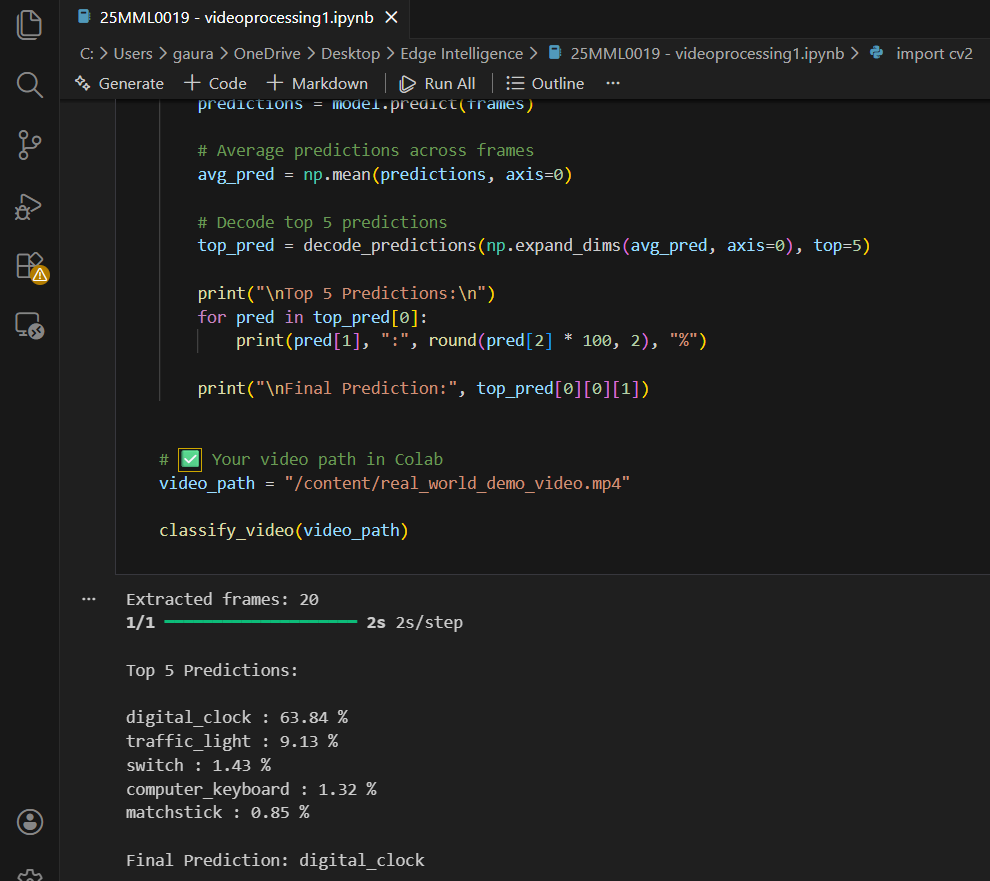 25MML0019 - videoprocessing1.ipynb
C: > Users > gaura > OneDrive > Desktop > Edge Intelligence > 25MML0019 - videoprocessing1.ipynb > import cv2
Generate + Code + Markdown Run All Outline ...
predictions = model.predict(frames)
# Average predictions across frames
avg_pred = np.mean(predictions, axis=0)
# Decode top 5 predictions
top_pred = decode_predictions(np.expand_dims(avg_pred, axis=0), top=5)
print("\nTop 5 Predictions:\n")
for pred in top_pred[0]:
print(pred[1], ":", round(pred[2] * 100, 2), "%")
print("\nFinal Prediction:", top_pred[0][0][1])
# ✅ Your video path in Colab
video_path = "/content/real_world_demo_video.mp4"
classify_video(video_path)
... Extracted frames: 20
1/1 ━━━━━━━━━━━━━━━━━━━━ 2s 2s/step
Top 5 Predictions:
digital_clock : 63.84 %
traffic_light : 9.13 %
switch : 1.43 %
computer_keyboard : 1.32 %
matchstick : 0.85 %
Final Prediction: digital_clock